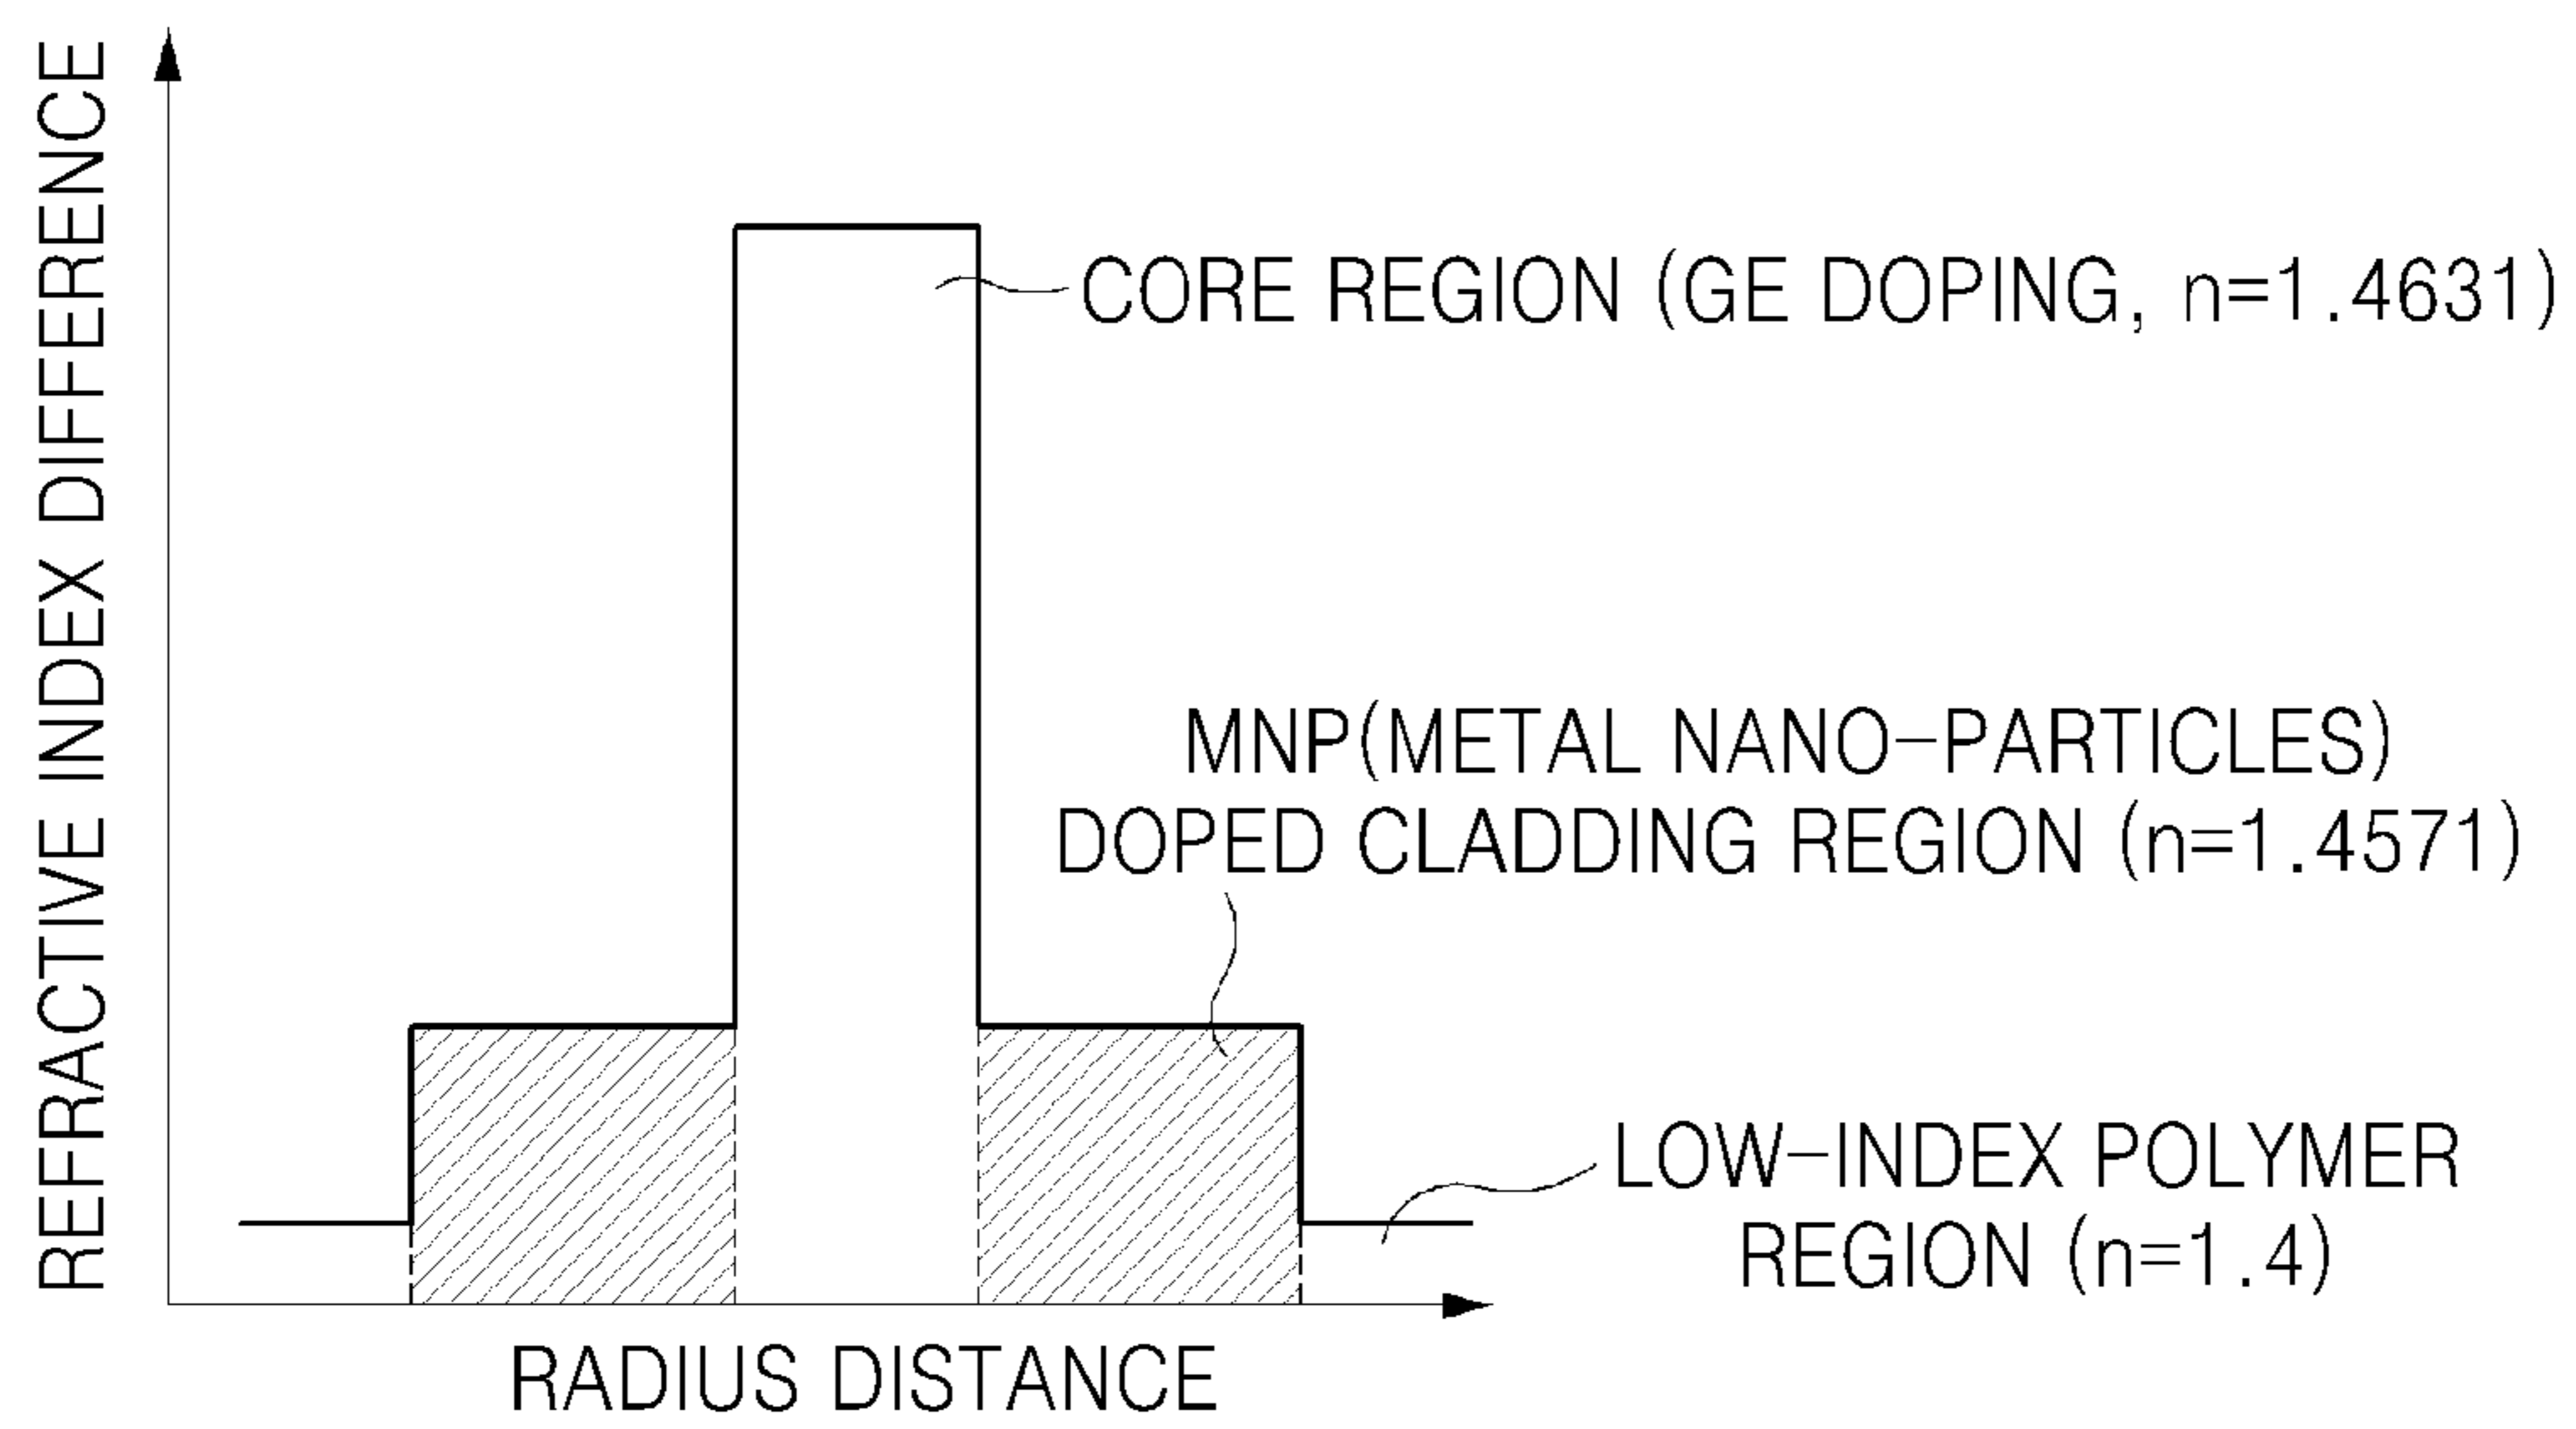 REFRACTIVE INDEX DIFFERENCE
CORE REGION (GE DOPING, n=1.4631)
MNP(METAL NANO-PARTICLES)
DOPED CLADDING REGION (n=1.4571)
LOW-INDEX POLYMER
REGION (n=1.4)
RADIUS DISTANCE